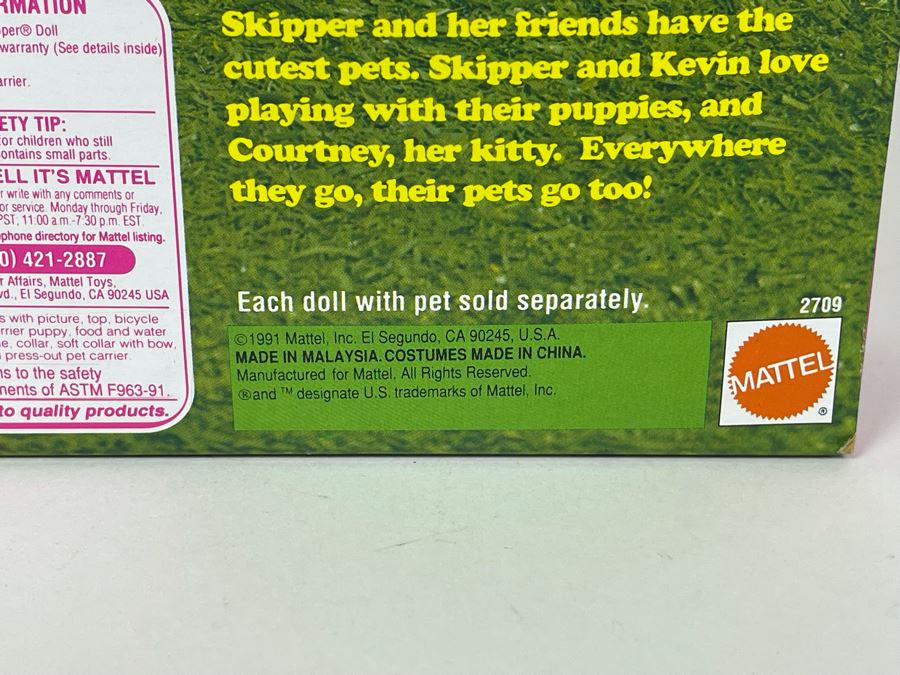 RMATION
per® Doll
warranty (See details inside)
arrier.
ETY TIP:
or children who still
ontains small parts.
ELL IT'S MATTEL
r write with any comments or
or service. Monday through Friday,
PST, 11:00 a.m.-7:30 p.m. EST.
ephone directory for Mattel listing.
0) 421-2887
r Affairs, Mattel Toys,
vd., El Segundo, CA 90245 USA
s with picture, top, bicycle
rrier puppy, food and water
e, collar, soft collar with bow,
press-out pet carrier.
ns to the safety
nents of ASTM F963-91.
to quality products.
Skipper and her friends have the
cutest pets. Skipper and Kevin love
playing with their puppies, and
Courtney, her kitty. Everywhere
they go, their pets go too!
Each doll with pet sold separately.
2709
©1991 Mattel, Inc. El Segundo, CA 90245, U.S.A.
MADE IN MALAYSIA. COSTUMES MADE IN CHINA.
Manufactured for Mattel. All Rights Reserved.
® and ™ designate U.S. trademarks of Mattel, Inc.
MATTEL
®